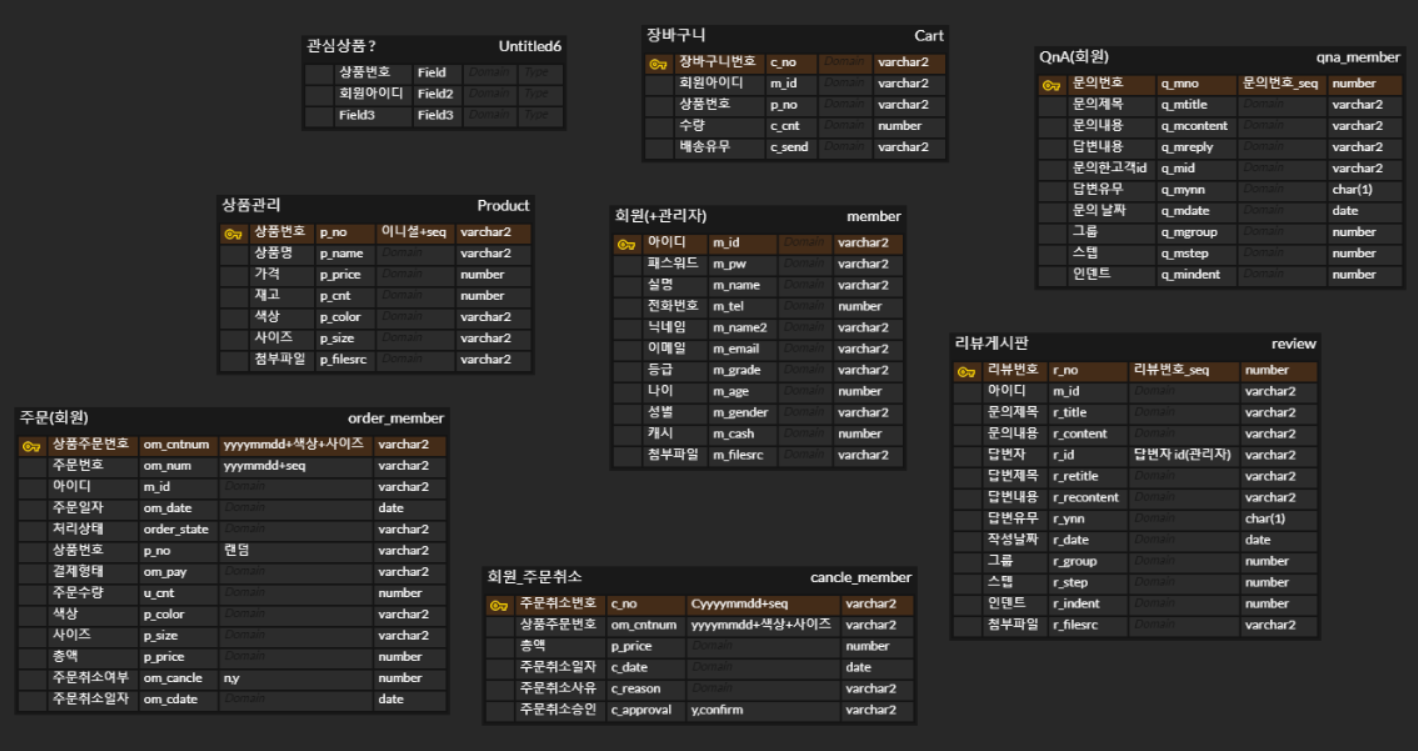 관심상품? Untitled6
상품번호 Field Domain Type
회원아이디 Field2 Domain Type
Field3 Field3 Domain Type
장바구니 Cart
장바구니번호 c_no Domain varchar2
회원아이디 m_id Domain varchar2
상품번호 p_no Domain varchar2
수량 c_cnt Domain number
배송유무 c_send Domain varchar2
QnA(회원) qna_member
문의번호 q_mno 문의번호_seq number
문의제목 q_mtitle Domain varchar2
문의내용 q_mcontent Domain varchar2
답변내용 q_mreply Domain varchar2
문의한고객id q_mid Domain varchar2
답변유무 q_mynn Domain char(1)
문의 날짜 q_mdate Domain date
그룹 q_mgroup Domain number
스텝 q_mstep Domain number
인덴트 q_mindent Domain number
상품관리 Product
상품번호 p_no 이니셜+seq varchar2
상품명 p_name Domain varchar2
가격 p_price Domain number
재고 p_cnt Domain number
색상 p_color Domain varchar2
사이즈 p_size Domain varchar2
첨부파일 p_filesrc Domain varchar2
회원(+관리자) member
아이디 m_id Domain varchar2
패스워드 m_pw Domain varchar2
실명 m_name Domain varchar2
전화번호 m_tel Domain number
닉네임 m_name2 Domain varchar2
이메일 m_email Domain varchar2
등급 m_grade Domain varchar2
나이 m_age Domain number
성별 m_gender Domain varchar2
캐시 m_cash Domain number
첨부파일 m_filesrc Domain varchar2
리뷰게시판 review
리뷰번호 r_no 리뷰번호_seq number
아이디 m_id Domain varchar2
문의제목 r_title Domain varchar2
문의내용 r_content Domain varchar2
답변자 r_id 답변자 id(관리자) varchar2
답변제목 r_retitle Domain varchar2
답변내용 r_recontent Domain varchar2
답변유무 r_ynn Domain char(1)
작성날짜 r_date Domain date
그룹 r_group Domain number
스텝 r_step Domain number
인덴트 r_indent Domain number
첨부파일 r_filesrc Domain varchar2
주문(회원) order_member
상품주문번호 om_cntnum yyyymmdd+색상+사이즈 varchar2
주문번호 om_num yyymmdd+seq varchar2
아이디 m_id Domain varchar2
주문일자 om_date Domain date
처리상태 order_state Domain varchar2
상품번호 p_no 랜덤 varchar2
결제형태 om_pay Domain varchar2
주문수량 u_cnt Domain number
색상 p_color Domain varchar2
사이즈 p_size Domain varchar2
총액 p_price Domain number
주문취소여부 om_cancle n,y number
주문취소일자 om_cdate Domain date
회원_주문취소 cancle_member
주문취소번호 c_no Cyyyymmdd+seq varchar2
상품주문번호 om_cntnum yyyymmdd+색상+사이즈 varchar2
총액 p_price Domain number
주문취소일자 c_date Domain date
주문취소사유 c_reason Domain varchar2
주문취소승인 c_approval y,confirm varchar2